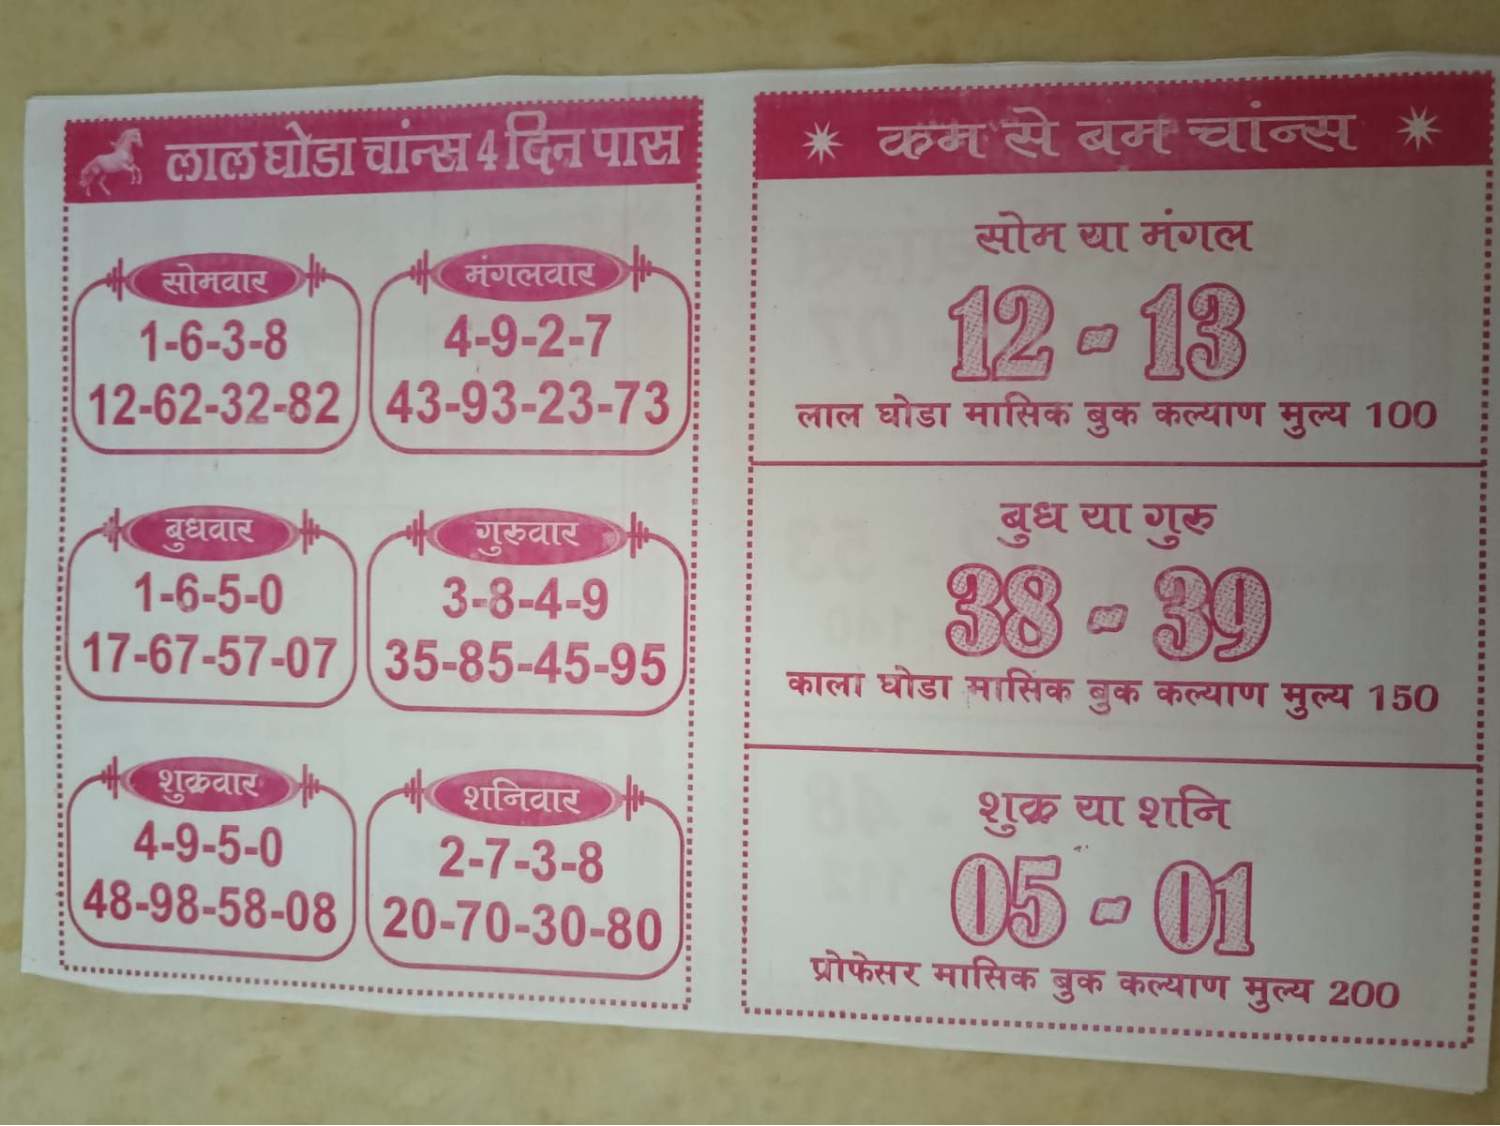 लाल घोडा चांन्स 4 दिन पास
सोमवार
1-6-3-8
12-62-32-82
मंगलवार
4-9-2-7
43-93-23-73
बुधवार
1-6-5-0
17-67-57-07
गुरुवार
3-8-4-9
35-85-45-95
शुक्रवार
4-9-5-0
48-98-58-08
शनिवार
2-7-3-8
20-70-30-80
कम से बम चांन्स
सोम या मंगल
12 - 13
लाल घोडा मासिक बुक कल्याण मुल्य 100
बुध या गुरु
38 - 39
काला घोडा मासिक बुक कल्याण मुल्य 150
शुक्र या शनि
05 - 01
प्रोफेसर मासिक बुक कल्याण मुल्य 200